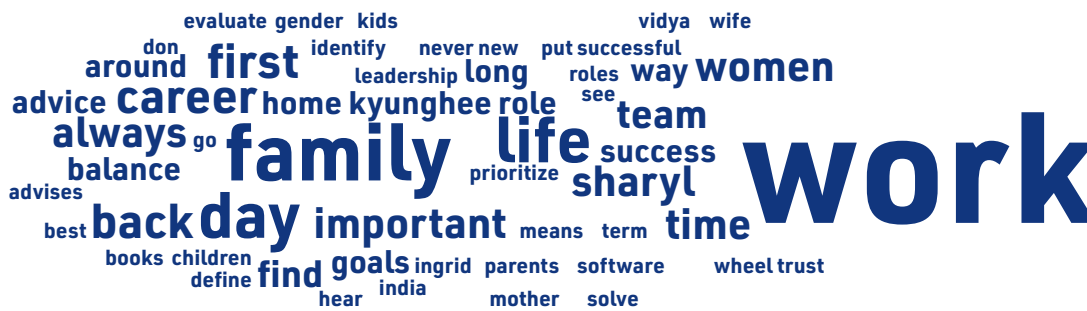 evaluate gender kids vidya wife
don identify never new put successful
around first leadership long roles way women
advice career home kyunghee role see team
always go family life success work
balance prioritize sharyl
advises
best back day important means term time
books children define find goals ingrid parents software wheel trust
hear india mother solve